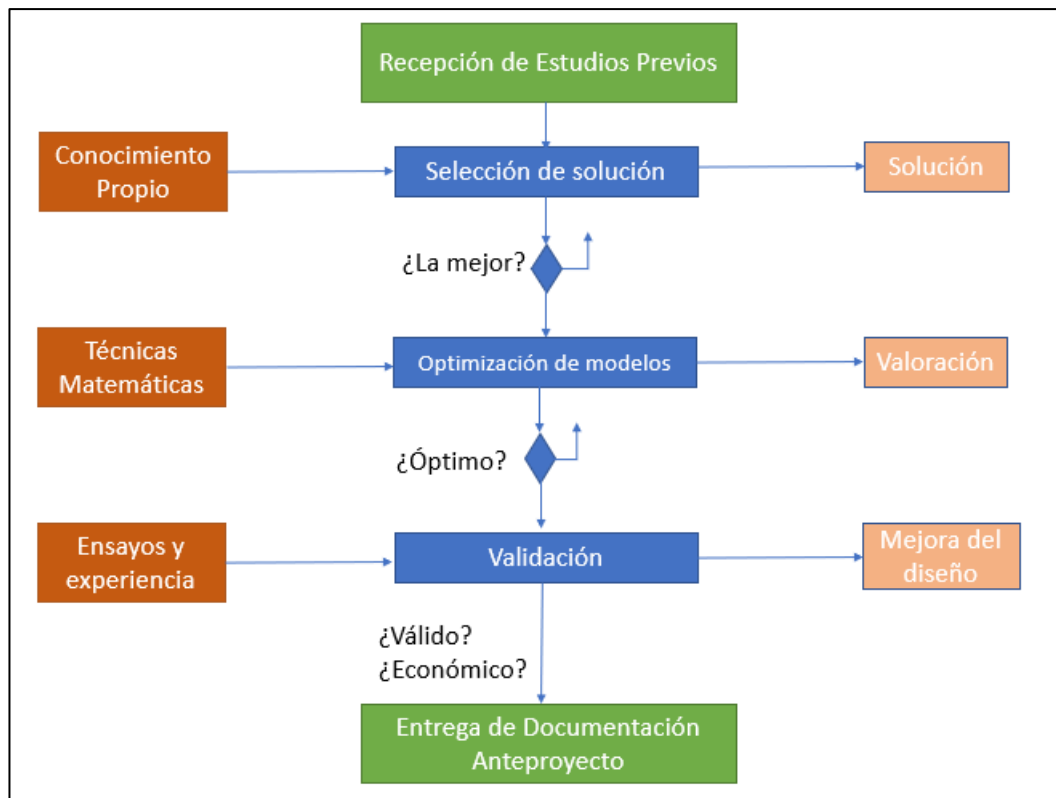 Recepción de Estudios Previos
Conocimiento
Propio
Selección de solución
Solución
¿La mejor?
Técnicas
Matemáticas
Optimización de modelos
Valoración
¿Óptimo?
Ensayos y
experiencia
Validación
Mejora del
diseño
¿Válido?
¿Económico?
Entrega de Documentación
Anteproyecto